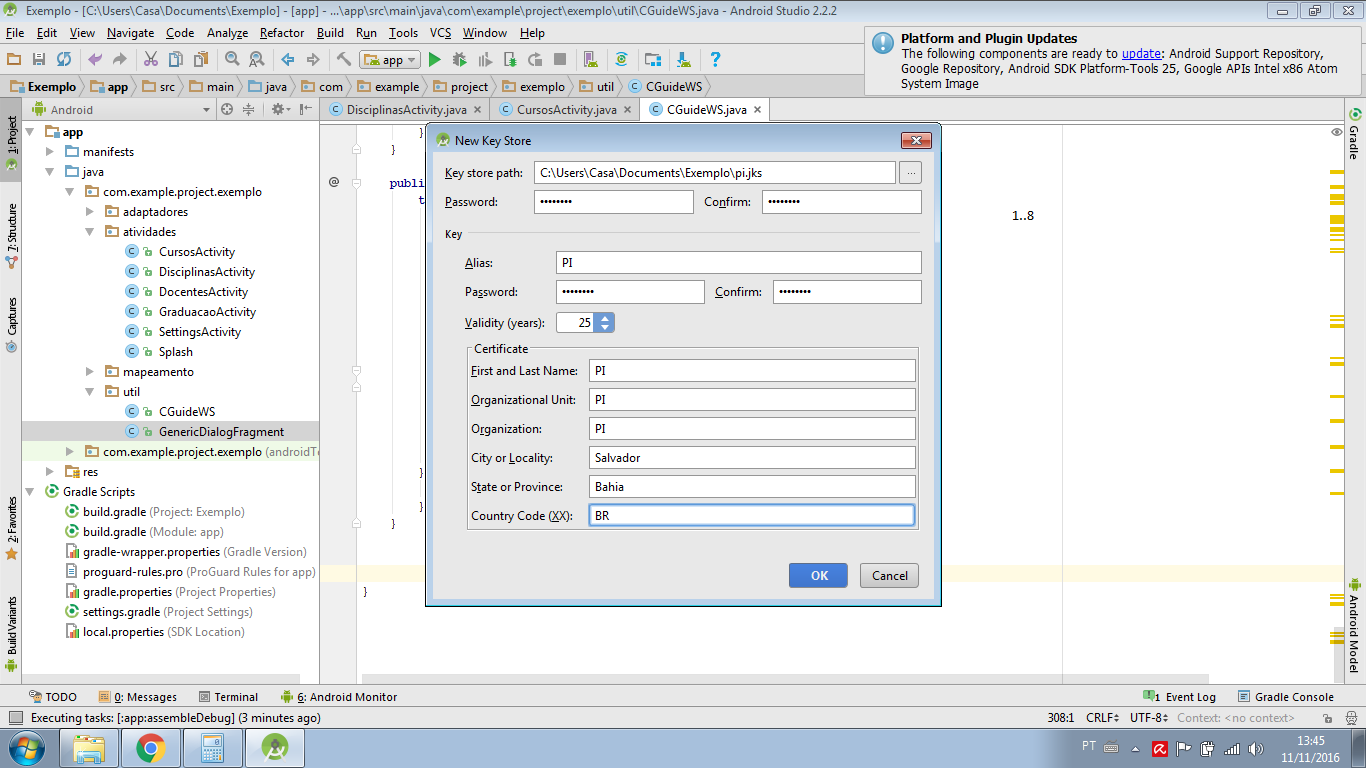 Exemplo - [C:\Users\Casa\Documents\Exemplo] - [app] - ...\app\src\main\java\com\example\project\exemplo\util\CGuideWS.java - Android Studio 2.2.2
File Edit View Navigate Code Analyze Refactor Build Run Tools VCS Window Help
app
Platform and Plugin Updates
The following components are ready to update: Android Support Repository,
Google Repository, Android SDK Platform-Tools 25, Google APIs Intel x86 Atom
System Image
Exemplo app src main java com example project exemplo util CGuideWS
Android
DisciplinasActivity.java CursosActivity.java CGuideWS.java
1: Project
7: Structure
Captures
2: Favorites
Build Variants
app
manifests
java
com.example.project.exemplo
adaptadores
atividades
CursosActivity
DisciplinasActivity
DocentesActivity
GraduacaoActivity
SettingsActivity
Splash
mapeamento
util
CGuideWS
GenericDialogFragment
com.example.project.exemplo (androidTe
res
Gradle Scripts
build.gradle (Project: Exemplo)
build.gradle (Module: app)
gradle-wrapper.properties (Gradle Version)
proguard-rules.pro (ProGuard Rules for app)
gradle.properties (Project Properties)
settings.gradle (Project Settings)
local.properties (SDK Location)
}
}
@
publi
t
1..8
}
}
}
}
New Key Store
Key store path: C:\Users\Casa\Documents\Exemplo\pi.jks ...
Password: •••••••• Confirm: ••••••••
Key
Alias: PI
Password: •••••••• Confirm: ••••••••
Validity (years): 25
Certificate
First and Last Name: PI
Organizational Unit: PI
Organization: PI
City or Locality: Salvador
State or Province: Bahia
Country Code (XX): BR
OK Cancel
Gradle
Android Model
TODO 0: Messages Terminal 6: Android Monitor 1 Event Log Gradle Console
Executing tasks: [:app:assembleDebug] (3 minutes ago) 308:1 CRLF UTF-8 Context: <no context>
PT 13:45
11/11/2016